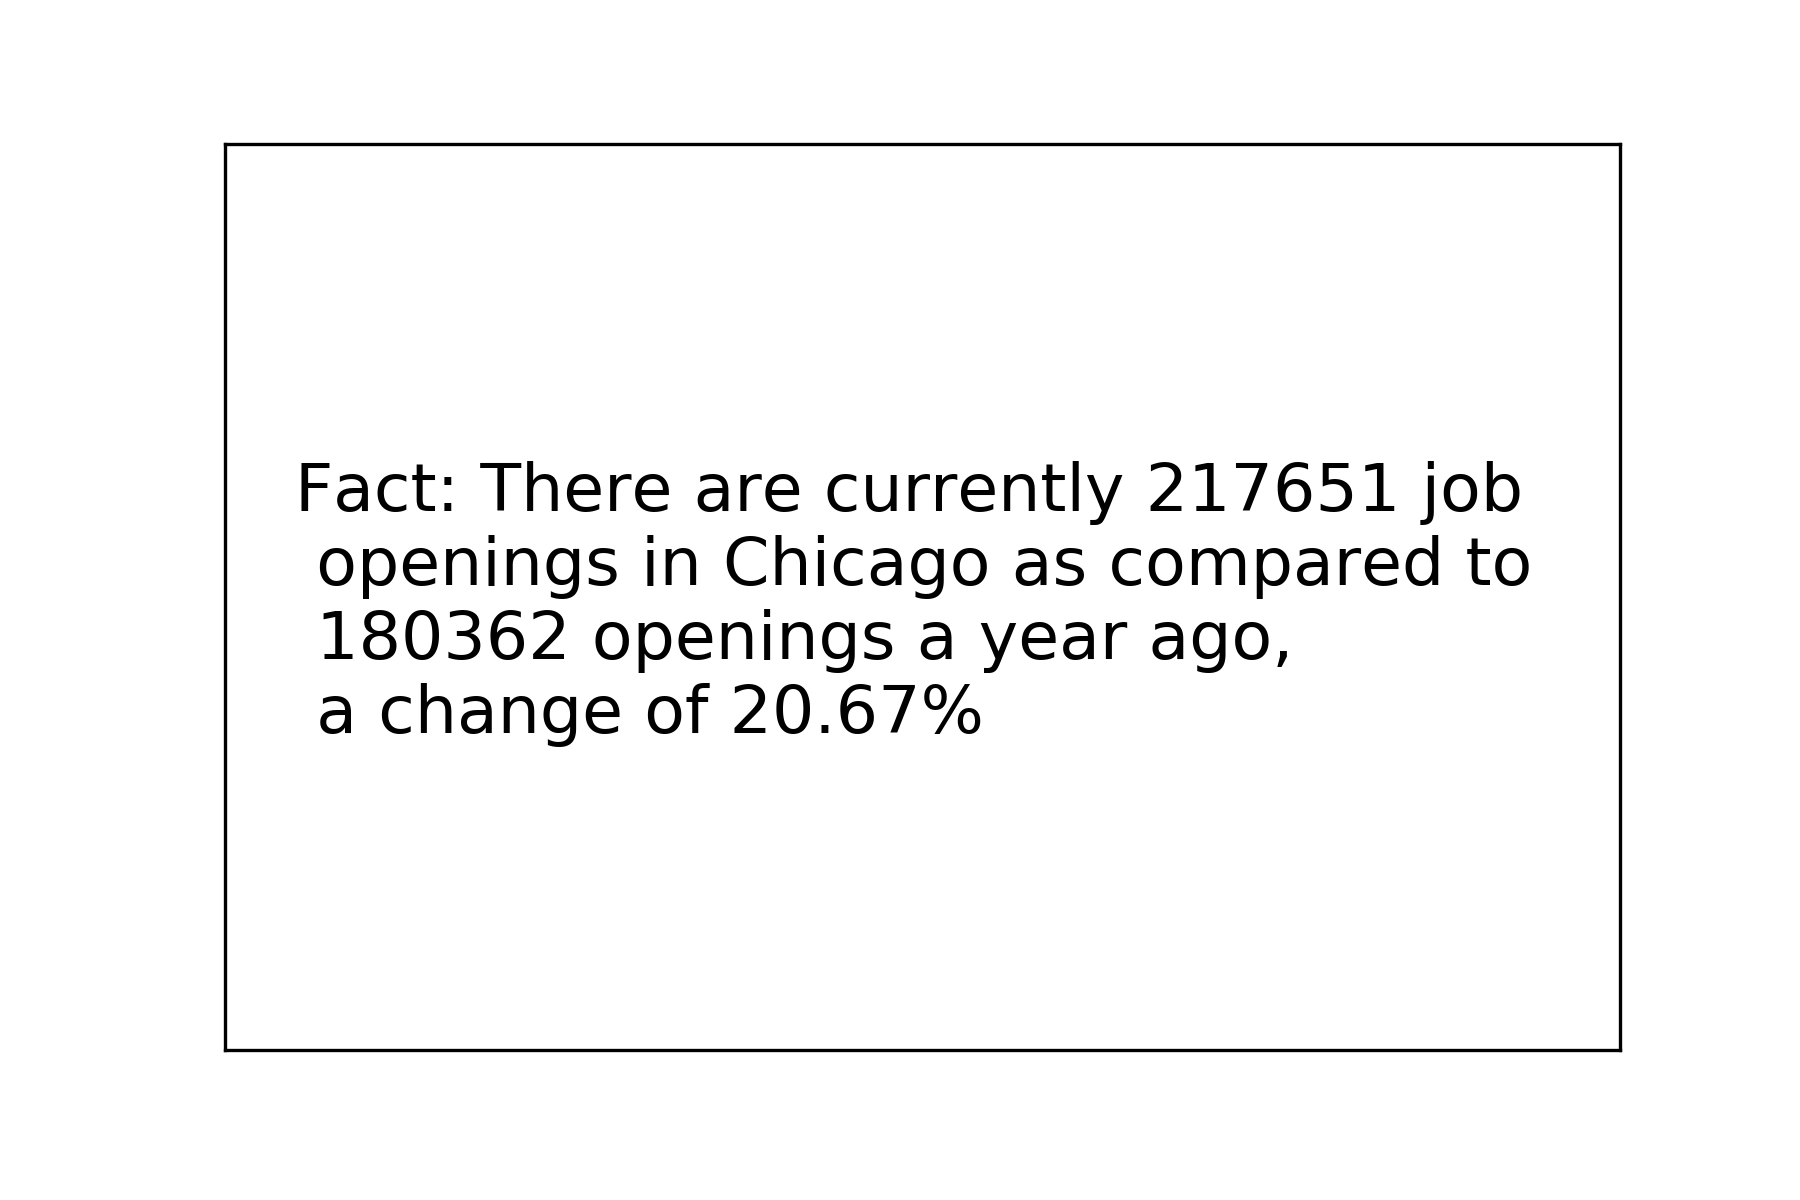 Fact: There are currently 217651 job
openings in Chicago as compared to
180362 openings a year ago,
a change of 20.67%